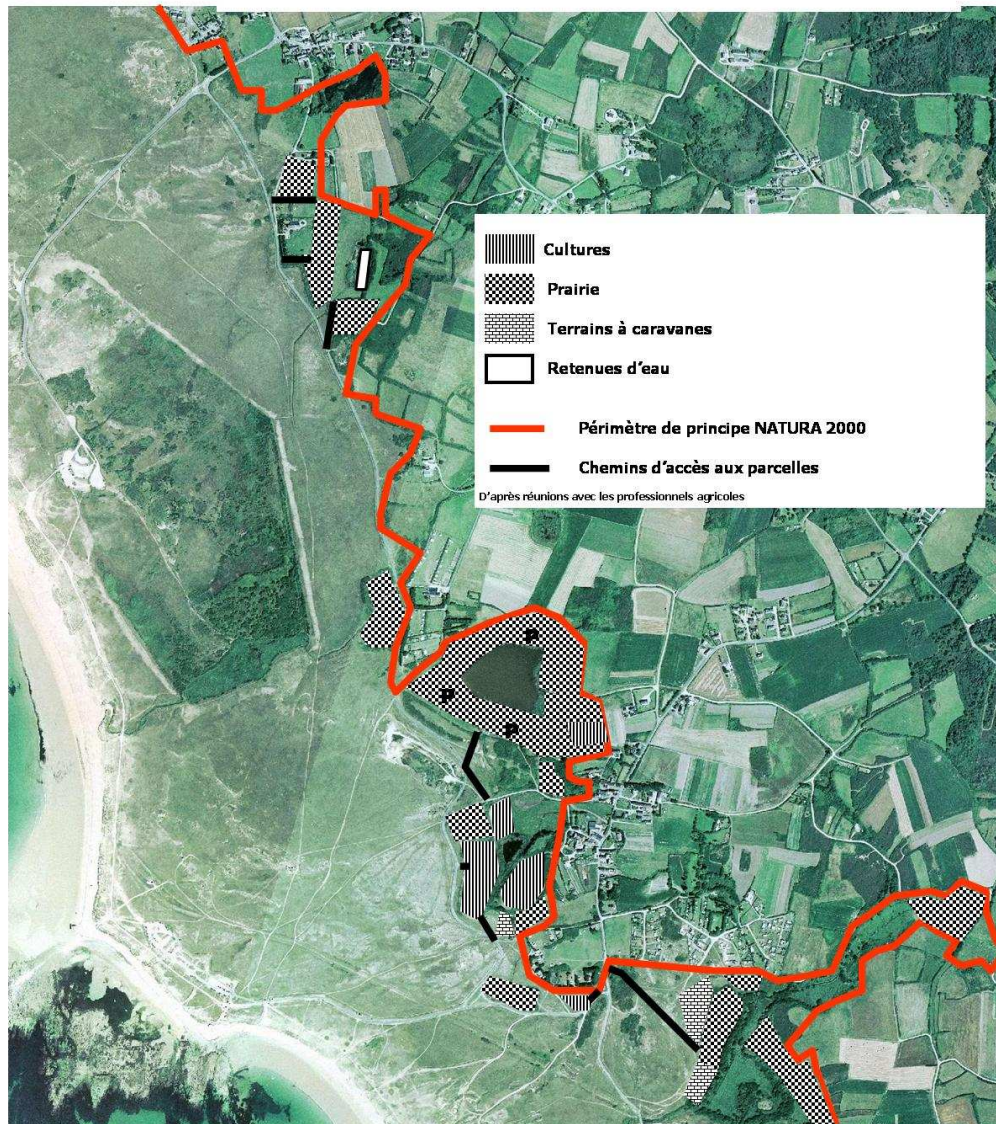 Cultures
Prairie
Terrains à caravanes
Retenues d'eau
Périmètre de principe NATURA 2000
Chemins d'accès aux parcelles
D'après réunions avec les professionnels agricoles
P
P
P